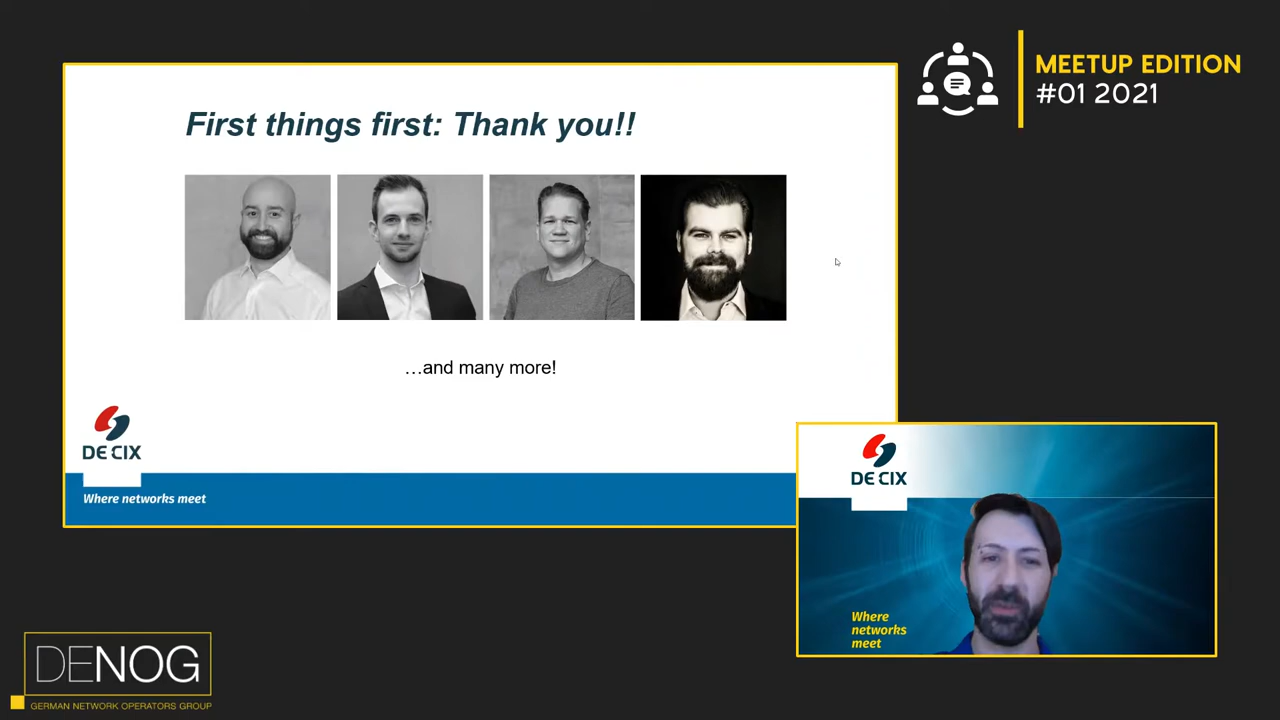 MEETUP EDITION
#01 2021
First things first: Thank you!!
…and many more!
DE CIX
Where networks meet
DE CIX
Where
networks
meet
DENOG
GERMAN NETWORK OPERATORS GROUP